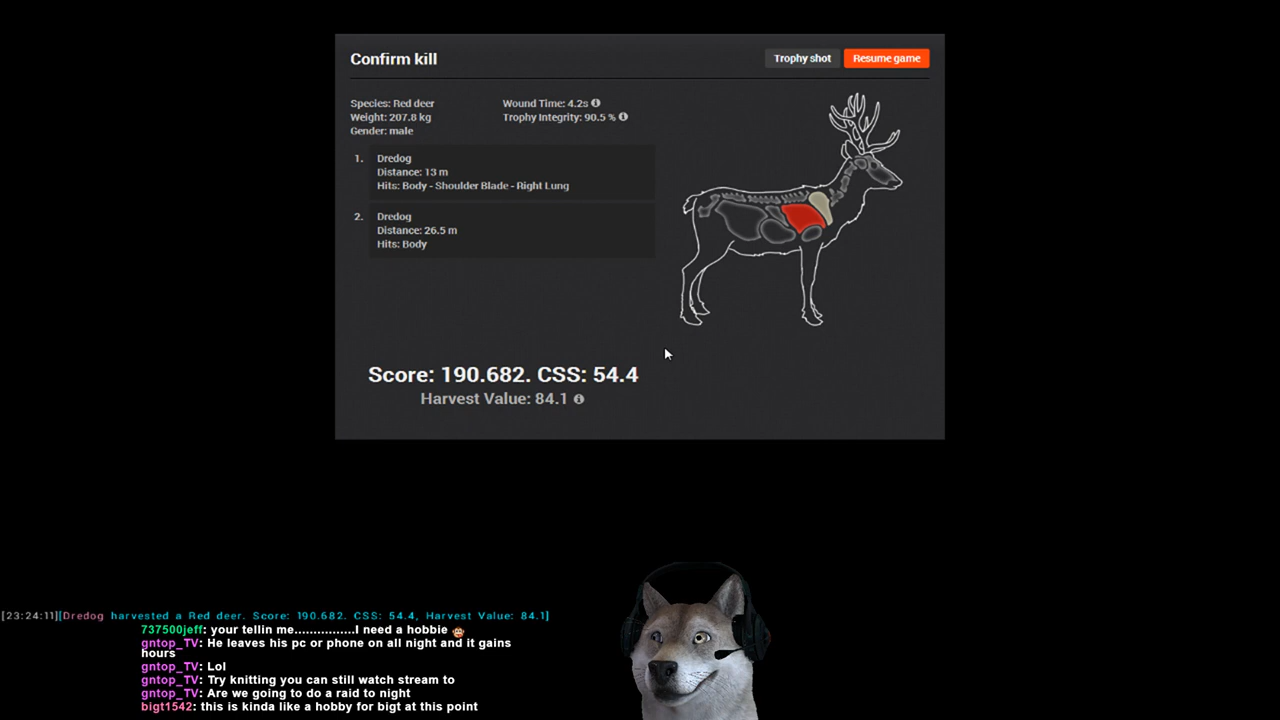 Confirm kill
Trophy shot
Resume game
Species: Red deer
Weight: 207.8 kg
Gender: male
Wound Time: 4.2s
Trophy Integrity: 90.5 %
1. Dredog
Distance: 13 m
Hits: Body - Shoulder Blade - Right Lung
2. Dredog
Distance: 26.5 m
Hits: Body
Score: 190.682. CSS: 54.4
Harvest Value: 84.1
[23:24:11][Dredog harvested a Red deer. Score: 190.682. CSS: 54.4, Harvest Value: 84.1]
737500jeff: your tellin me...............I need a hobbie
gntop_TV: He leaves his pc or phone on all night and it gains
hours
gntop_TV: Lol
gntop_TV: Try knitting you can still watch stream to
gntop_TV: Are we going to do a raid to night
bigt1542: this is kinda like a hobby for bigt at this point